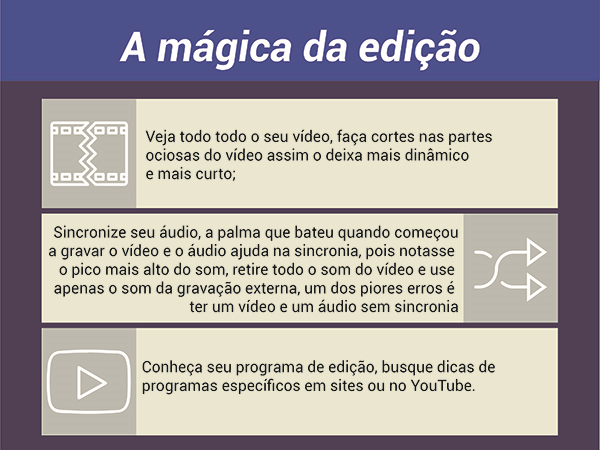 A mágica da edição
Veja todo todo o seu vídeo, faça cortes nas partes
ociosas do vídeo assim o deixa mais dinâmico
e mais curto;
Sincronize seu áudio, a palma que bateu quando começou
a gravar o vídeo e o áudio ajuda na sincronia, pois notasse
o pico mais alto do som, retire todo o som do vídeo e use
apenas o som da gravação externa, um dos piores erros é
ter um vídeo e um áudio sem sincronia
Conheça seu programa de edição, busque dicas de
programas específicos em sites ou no YouTube.